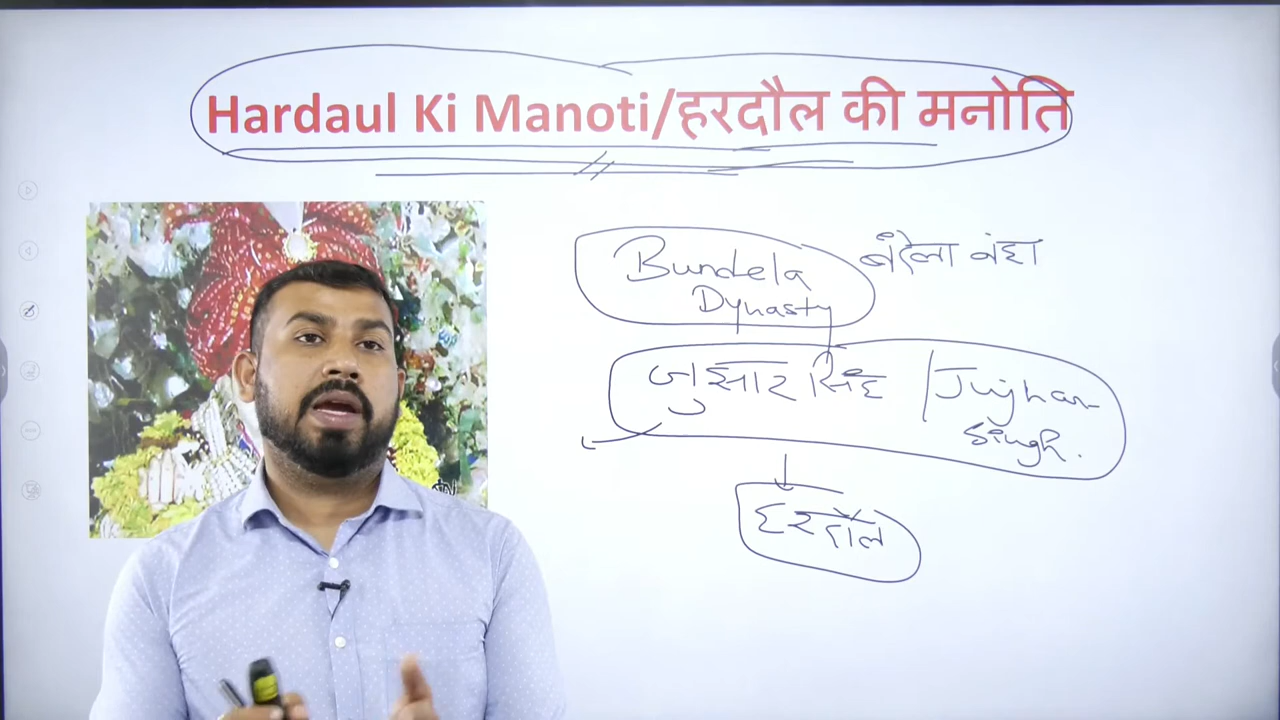 Hardaul Ki Manoti/हरदौल की मनोति
Bundela
Dynasty
बुंदेला वंश
जुझार सिंह / Jujhar
Singh.
हरदौल